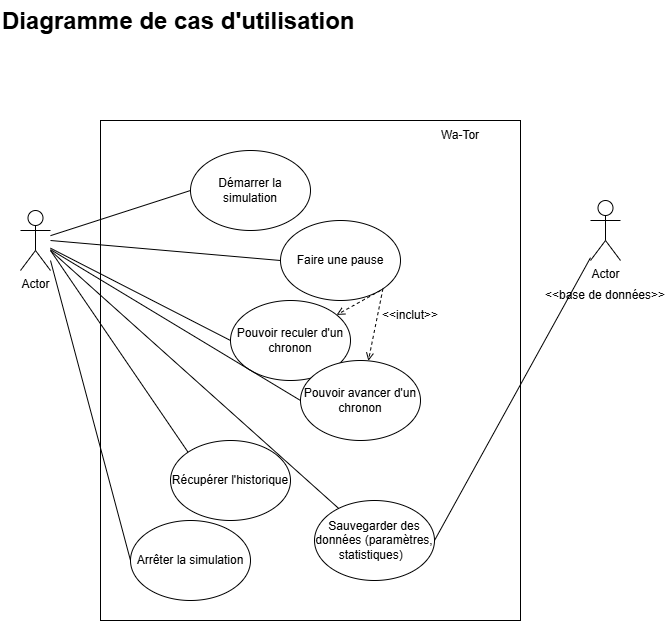 Diagramme de cas d'utilisation
Wa-Tor
Démarrer la
simulation
Faire une pause
Actor
Actor
<<base de données>>
<<inclut>>
Pouvoir reculer d'un
chronon
Pouvoir avancer d'un
chronon
Récupérer l'historique
Sauvegarder des
données (paramètres,
statistiques)
Arrêter la simulation